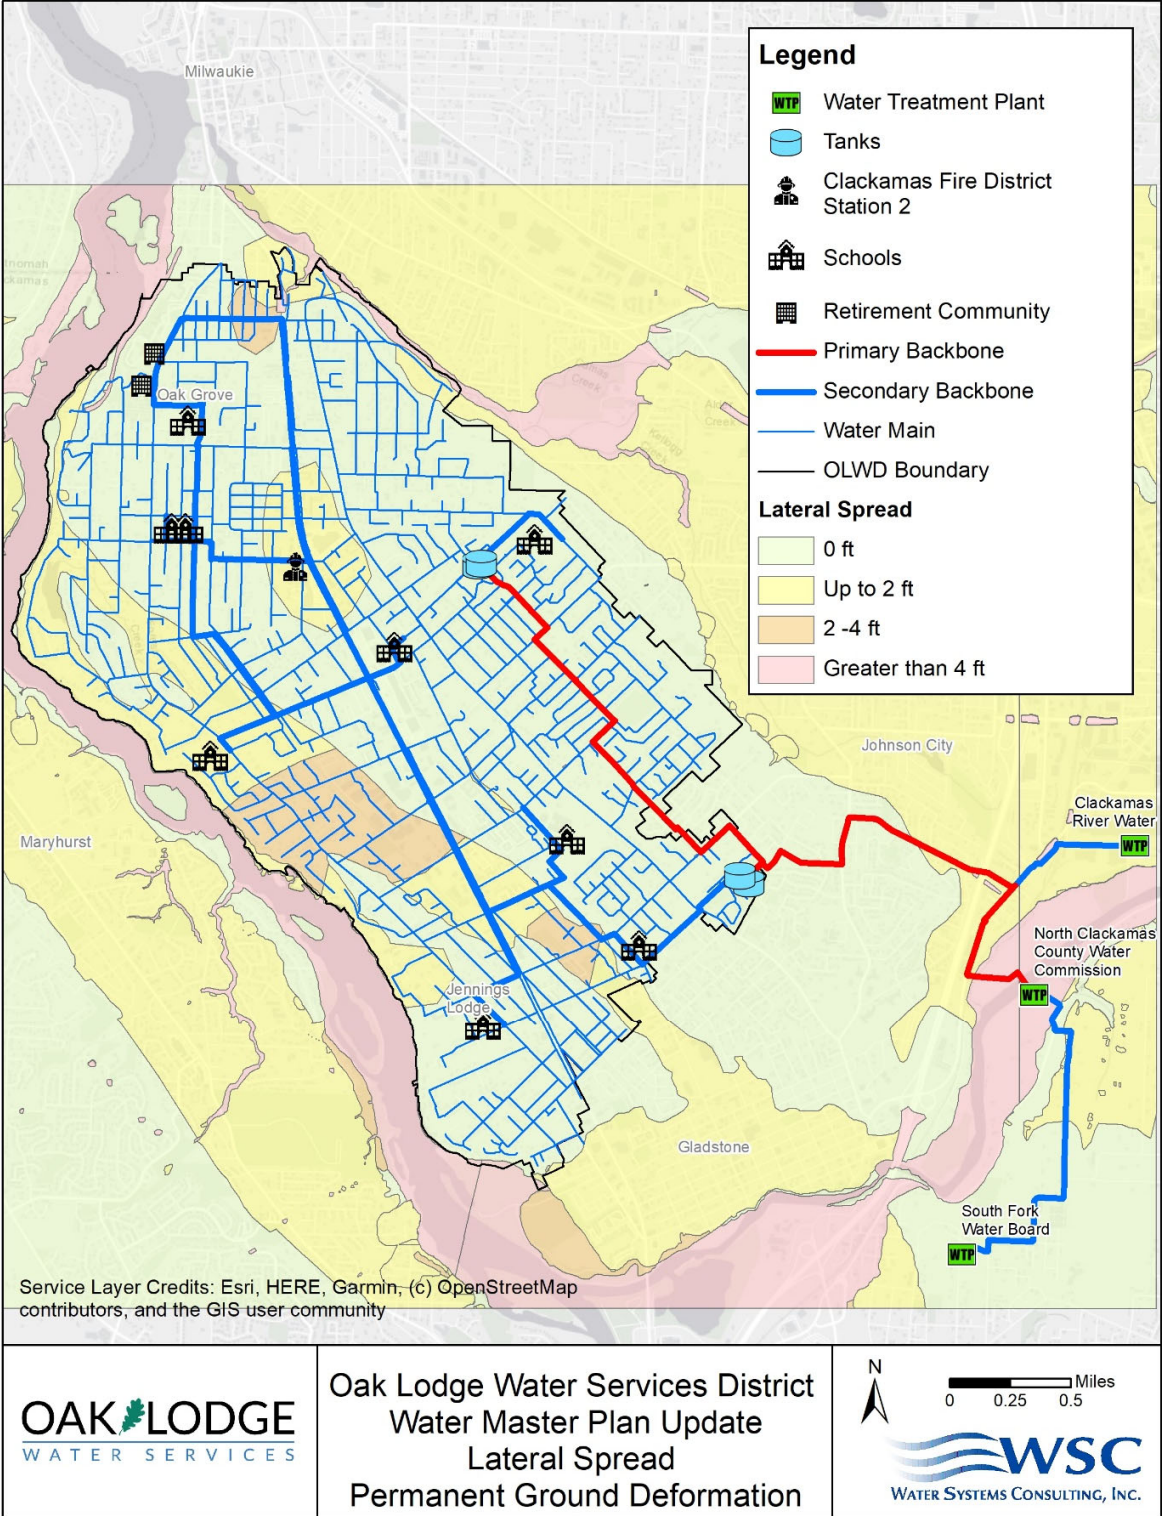 Milwaukie
Legend
WTP
Water Treatment Plant
Tanks
Clackamas Fire District
Station 2
Schools
Retirement Community
Primary Backbone
Secondary Backbone
Water Main
OLWD Boundary
Lateral Spread
0 ft
Up to 2 ft
2 -4 ft
Greater than 4 ft
Oak Grove
Johnson City
Clackamas
River Water
WTP
Maryhurst
North Clackamas
County Water
Commission
WTP
Jennings
Lodge
Gladstone
South Fork
Water Board
WTP
Service Layer Credits: Esri, HERE, Garmin, (c) OpenStreetMap
contributors, and the GIS user community
OAK LODGE
WATER SERVICES
Oak Lodge Water Services District
Water Master Plan Update
Lateral Spread
Permanent Ground Deformation
N
Miles
0 0.25 0.5
WSC
WATER SYSTEMS CONSULTING, INC.